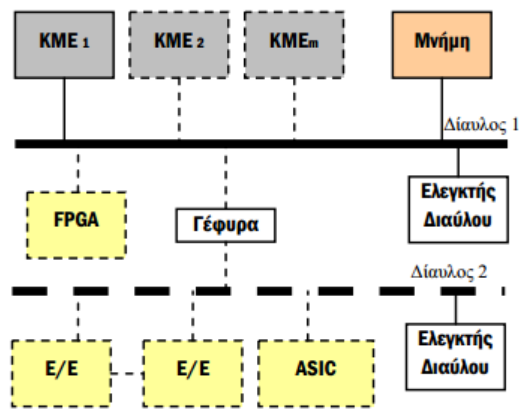 ΚΜΕ 1
ΚΜΕ 2
ΚΜΕm
Μνήμη
Δίαυλος 1
FPGA
Γέφυρα
Ελεγκτής
Διαύλου
Δίαυλος 2
Ε/Ε
Ε/Ε
ASIC
Ελεγκτής
Διαύλου